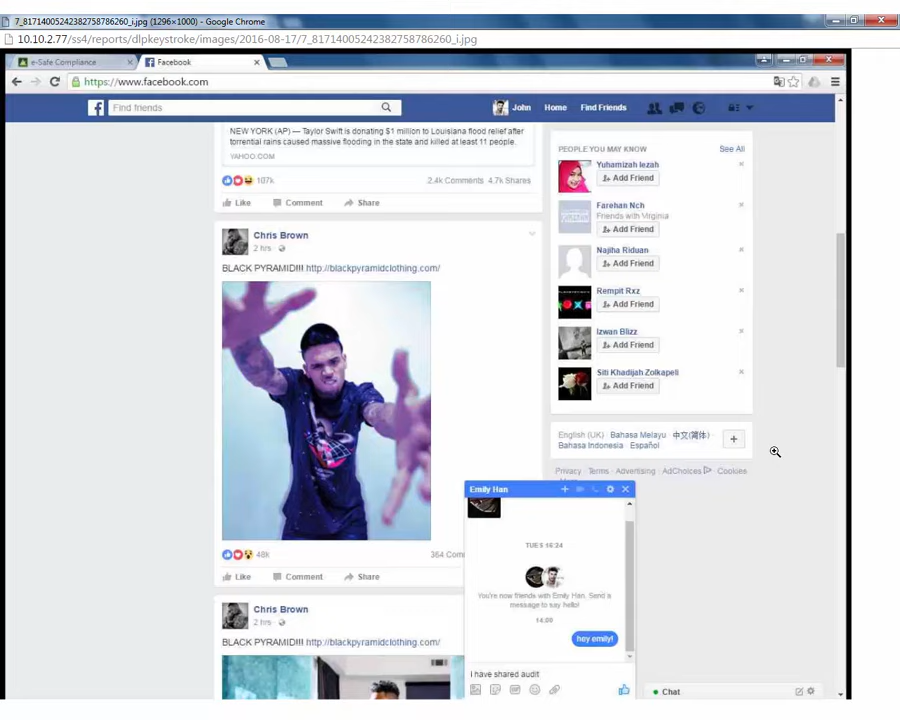 7_81714005242382758786260_i.jpg (1296×1000) - Google Chrome
10.10.2.77/ss4/reports/dlpkeystroke/images/2016-08-17/7_81714005242382758786260_i.jpg
e-Safe Compliance
Facebook
https://www.facebook.com
Find friends
John Home Find Friends
NEW YORK (AP) — Taylor Swift is donating $1 million to Louisiana flood relief after
torrential rains caused massive flooding in the state and killed at least 11 people.
YAHOO.COM
107k
2.4k Comments 4.7k Shares
Like Comment Share
Chris Brown
2 hrs
BLACK PYRAMID!!! http://blackpyramidclothing.com/
48k
364 Com
Like Comment Share
Chris Brown
2 hrs
BLACK PYRAMID!!! http://blackpyramidclothing.com/
PEOPLE YOU MAY KNOW See All
Yuhamizah Iezah
Add Friend
Farehan Nch
Friends with Virginia
Add Friend
Najiha Riduan
Add Friend
Rempit Rxz
Add Friend
Izwan Blizz
Add Friend
Siti Khadijah Zolkapeli
Add Friend
English (UK) · Bahasa Melayu · 中文(简体) ·
Bahasa Indonesia · Español
Privacy · Terms · Advertising · AdChoices · Cookies ·
Emily Han
TUES 16:24
You're now friends with Emily Han. Send a
message to say hello!
14:00
hey emily!
I have shared audit
Chat